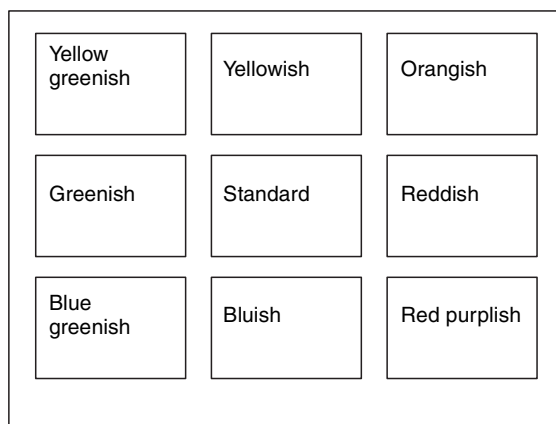 Yellow
greenish
Yellowish
Orangish
Greenish
Standard
Reddish
Blue
greenish
Bluish
Red purplish